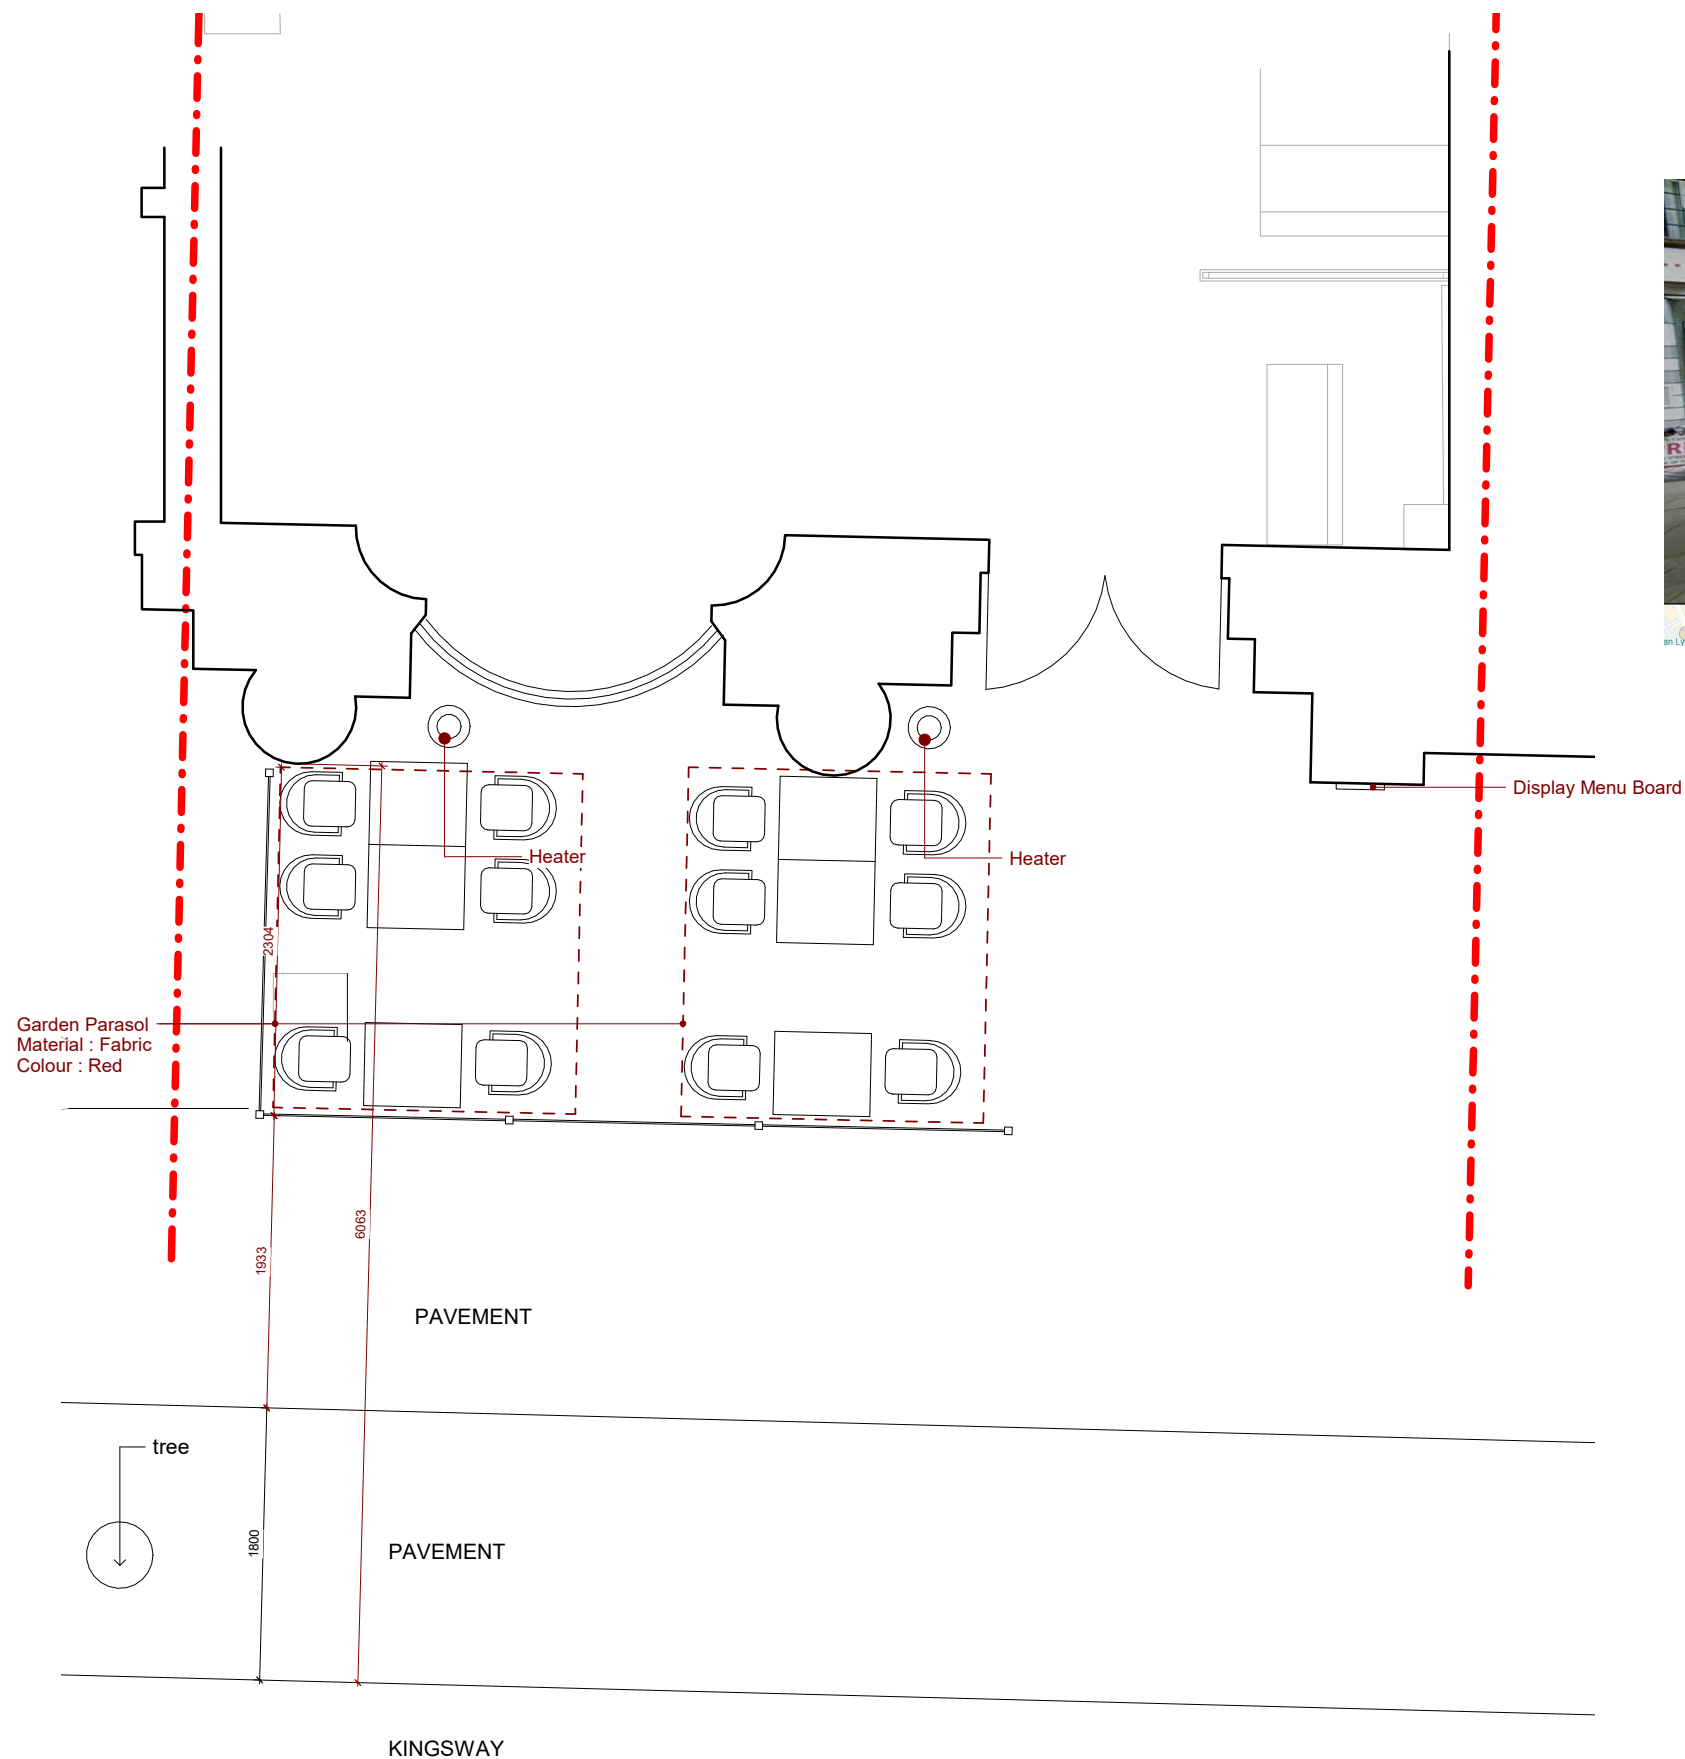 Display Menu Board
Heater
Heater
2304
Garden Parasol
Material : Fabric
Colour : Red
6063
1933
PAVEMENT
tree
1800
PAVEMENT
KINGSWAY